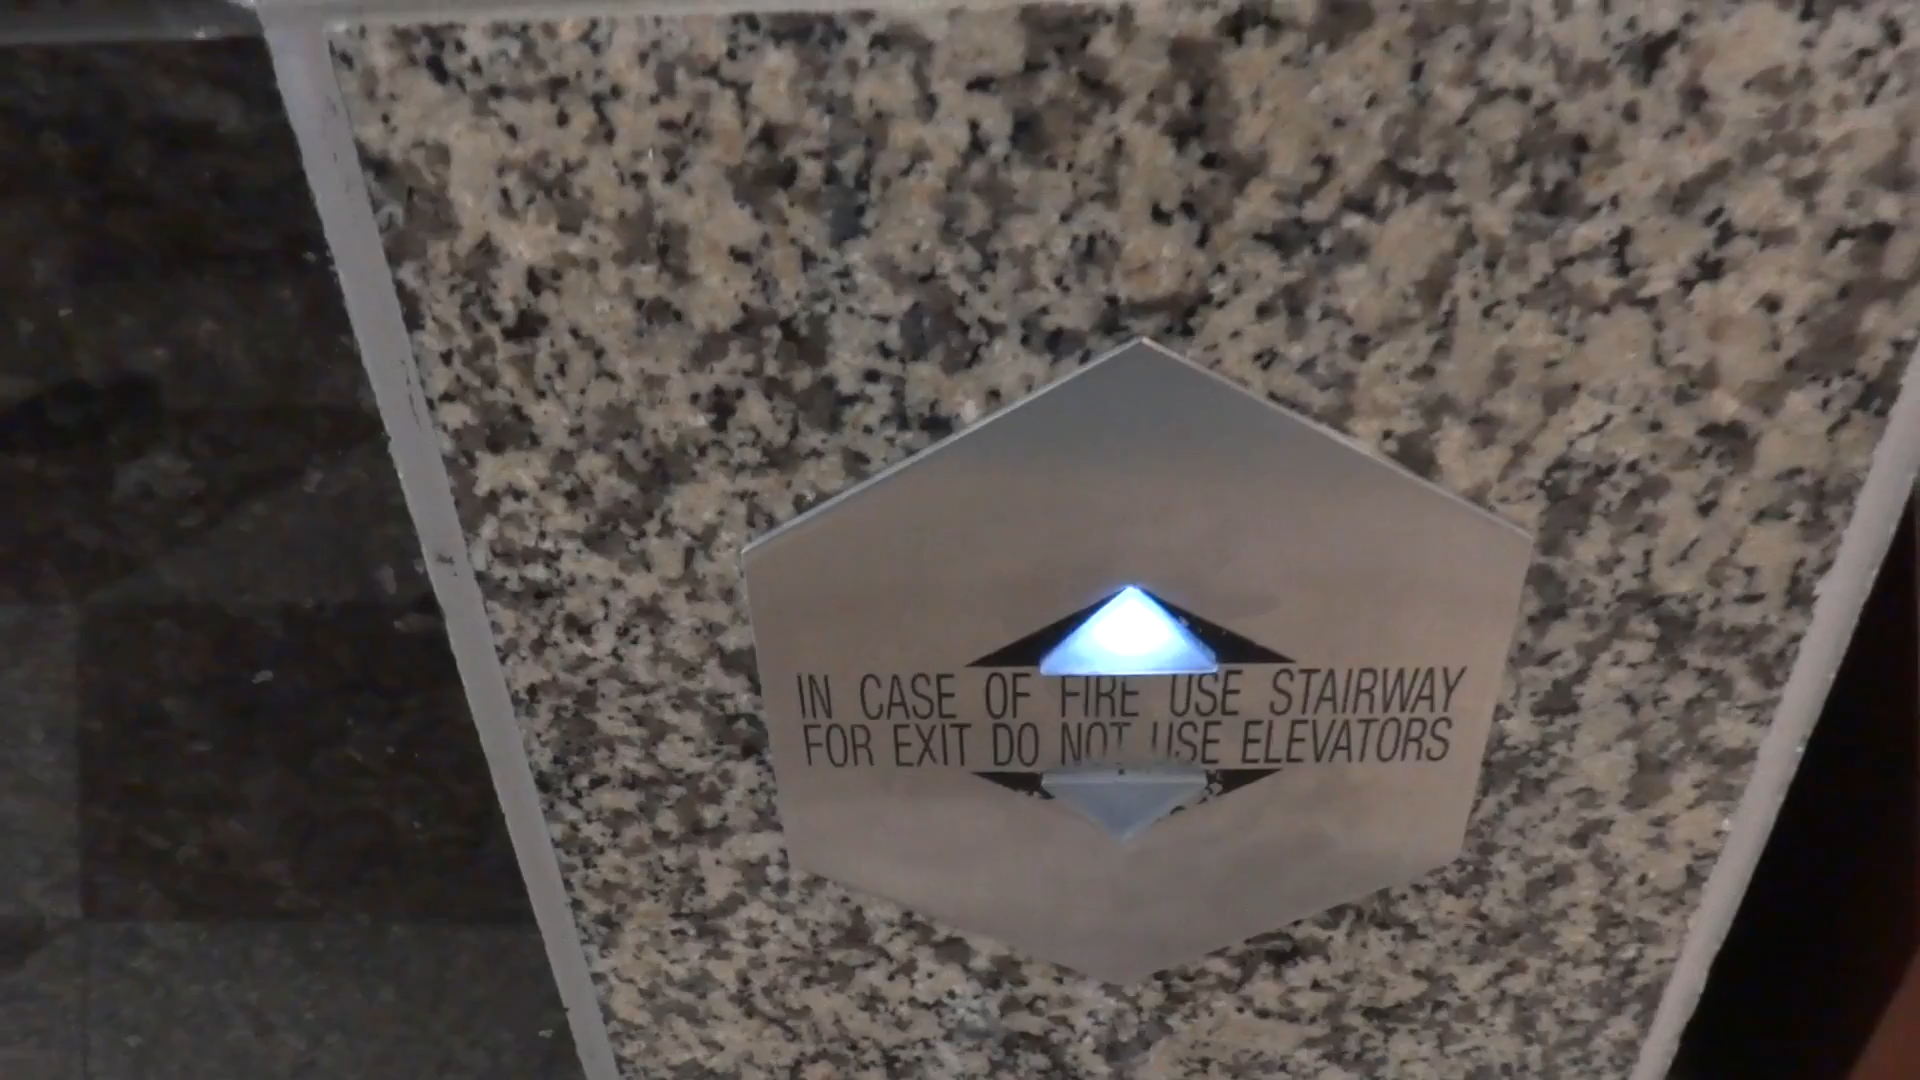 IN CASE OF FIRE USE STAIRWAY
FOR EXIT DO NOT USE ELEVATORS